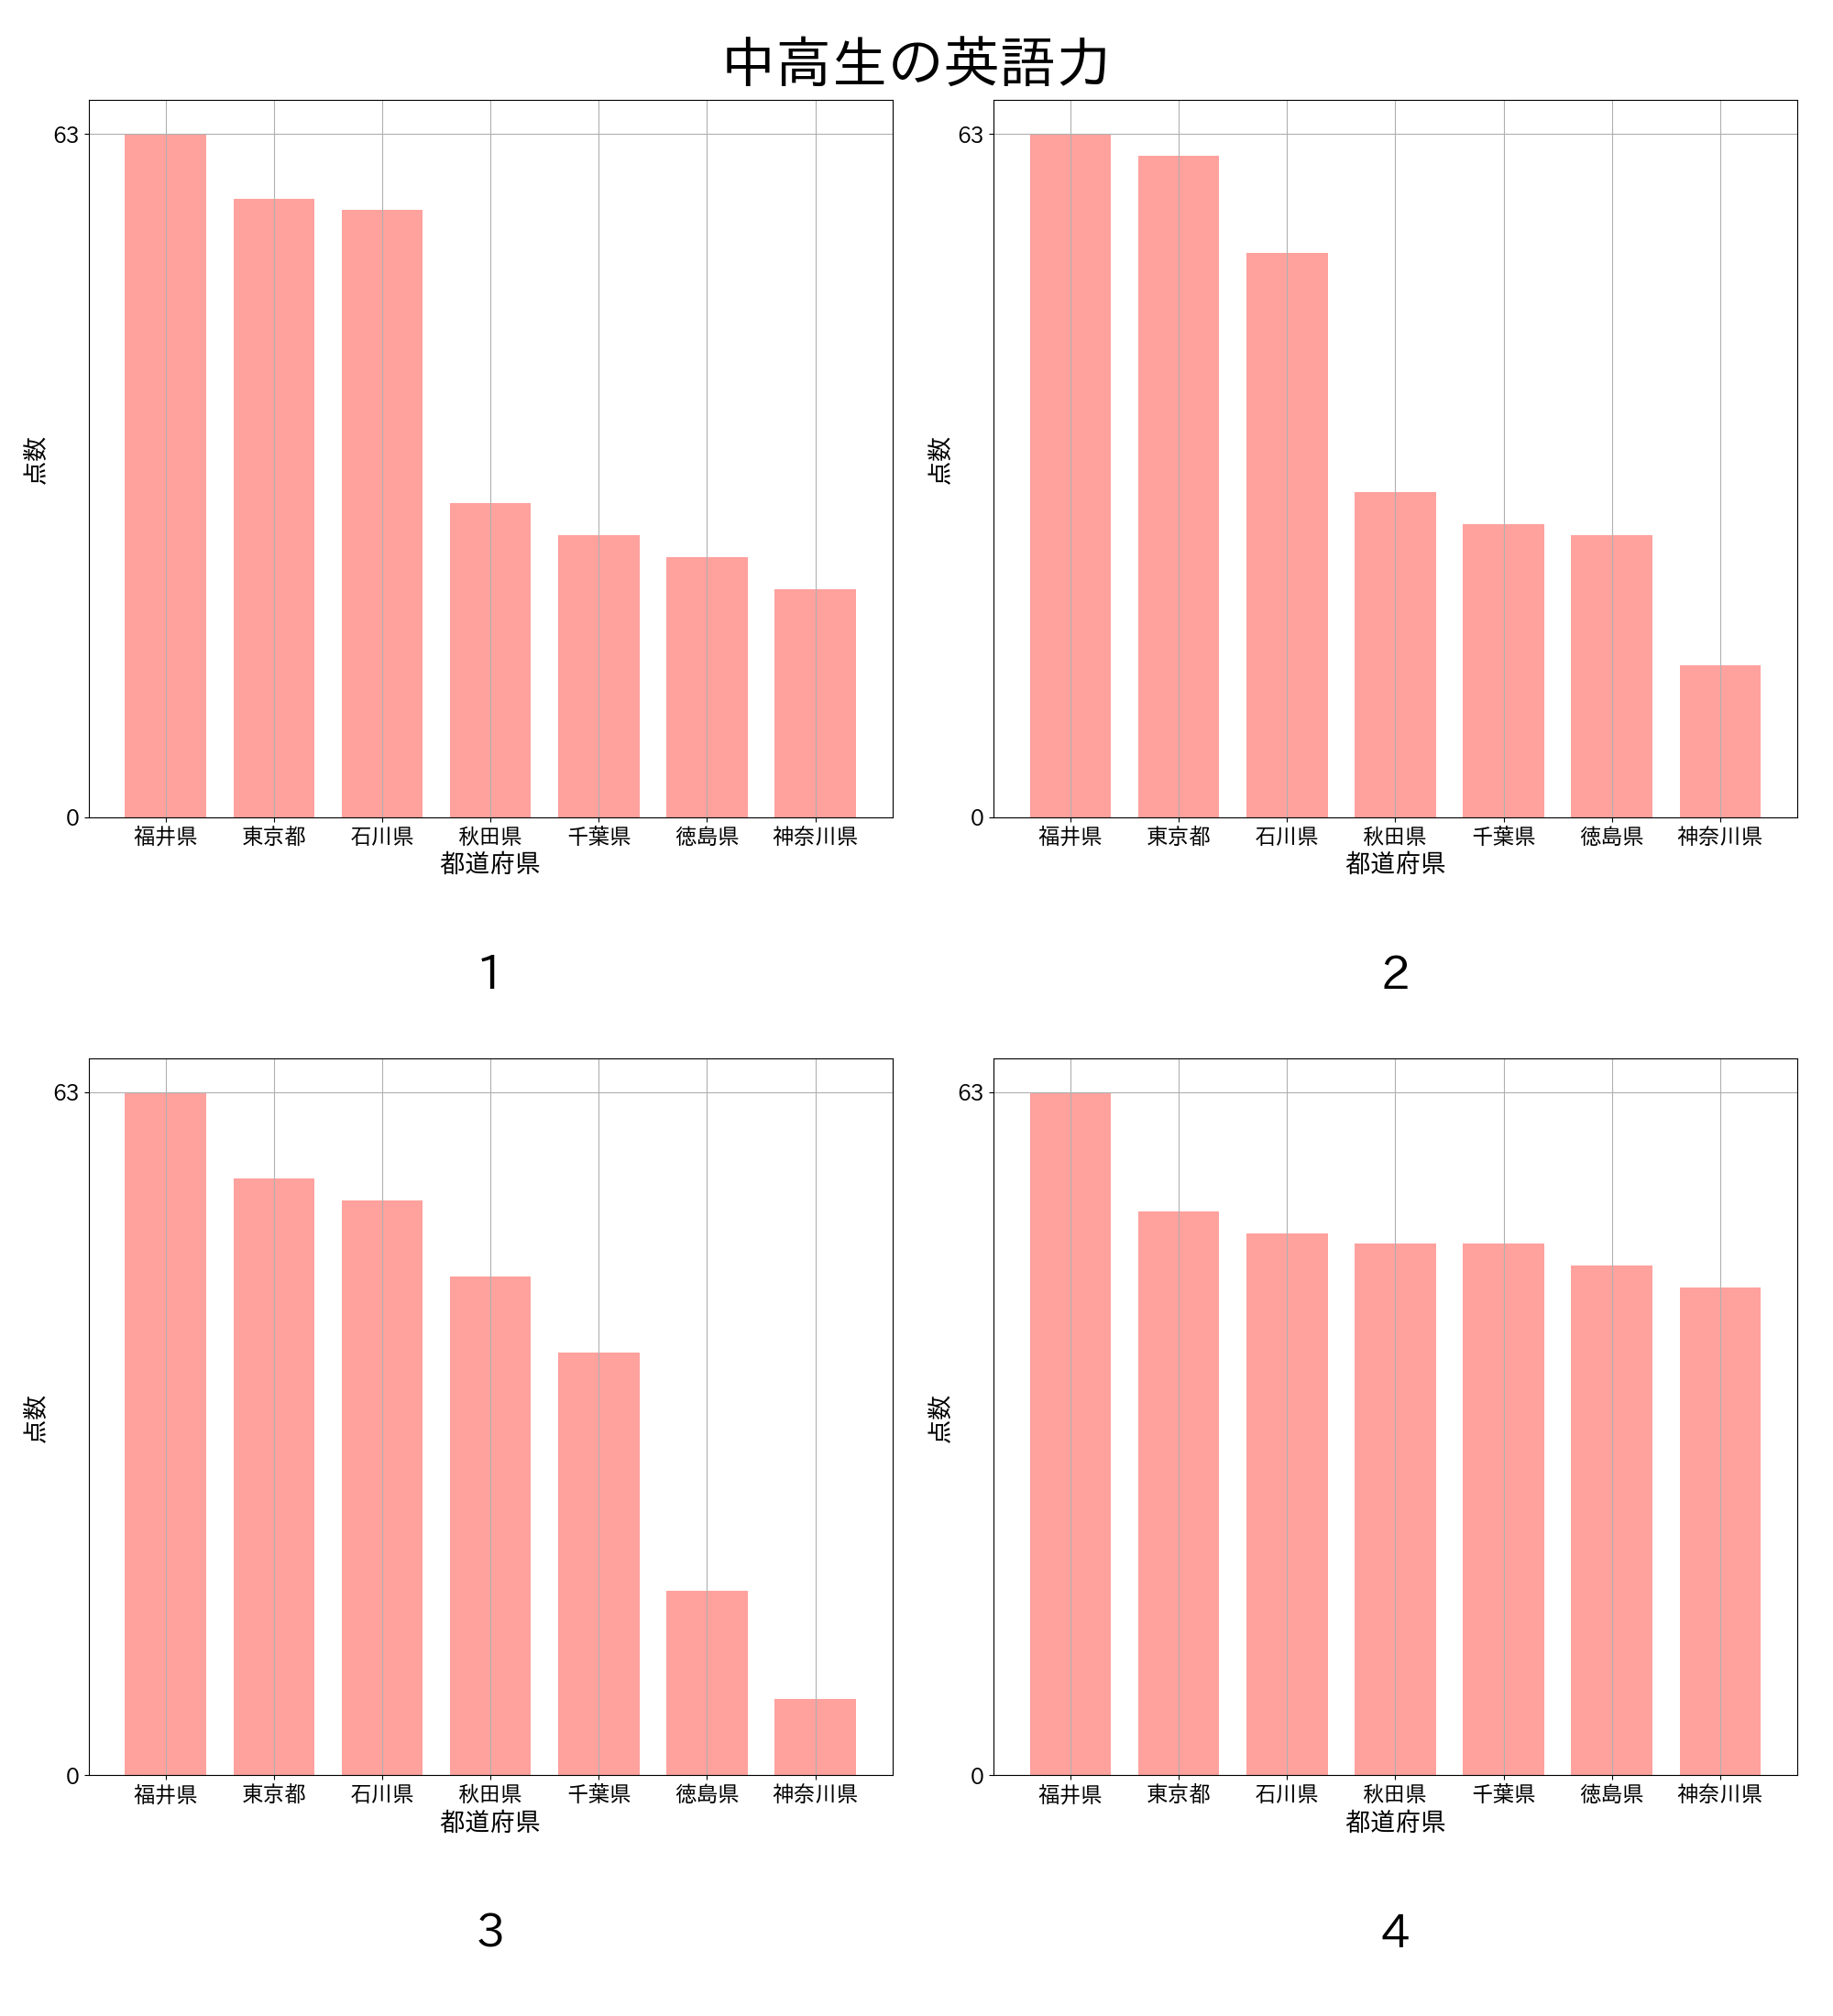 中高生の英語力
63
0
点数
福井県 東京都 石川県 秋田県 千葉県 徳島県 神奈川県
都道府県
1
63
0
点数
福井県 東京都 石川県 秋田県 千葉県 徳島県 神奈川県
都道府県
2
63
0
点数
福井県 東京都 石川県 秋田県 千葉県 徳島県 神奈川県
都道府県
3
63
0
点数
福井県 東京都 石川県 秋田県 千葉県 徳島県 神奈川県
都道府県
4